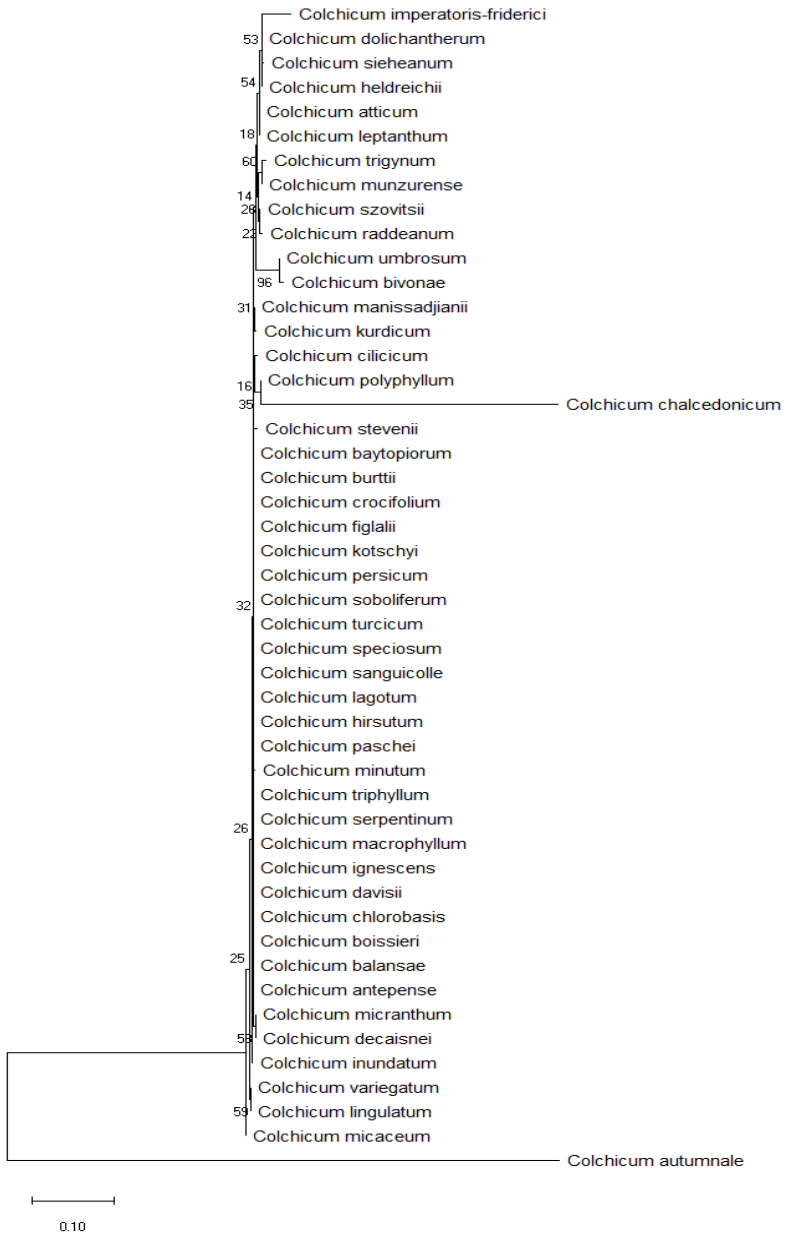 Colchicum imperatoris-friderici
53
Colchicum dolichantherum
Colchicum sieheanum
54
Colchicum heldreichii
Colchicum atticum
18
Colchicum leptanthum
60
Colchicum trigynum
Colchicum munzurense
14
26
Colchicum szovitsii
22
Colchicum raddeanum
Colchicum umbrosum
96
Colchicum bivonae
31
Colchicum manissadjianii
Colchicum kurdicum
Colchicum cilicicum
16
Colchicum polyphyllum
35
Colchicum chalcedonicum
Colchicum stevenii
Colchicum baytopiorum
Colchicum burttii
Colchicum crocifolium
Colchicum figlalii
Colchicum kotschyi
Colchicum persicum
32
Colchicum soboliferum
Colchicum turcicum
Colchicum speciosum
Colchicum sanguicolle
Colchicum lagotum
Colchicum hirsutum
Colchicum paschei
Colchicum minutum
Colchicum triphyllum
Colchicum serpentinum
26
Colchicum macrophyllum
Colchicum ignescens
Colchicum davisii
Colchicum chlorobasis
Colchicum boissieri
25
Colchicum balansae
Colchicum antepense
Colchicum micranthum
53
Colchicum decaisnei
Colchicum inundatum
Colchicum variegatum
59
Colchicum lingulatum
Colchicum micaceum
Colchicum autumnale
0.10